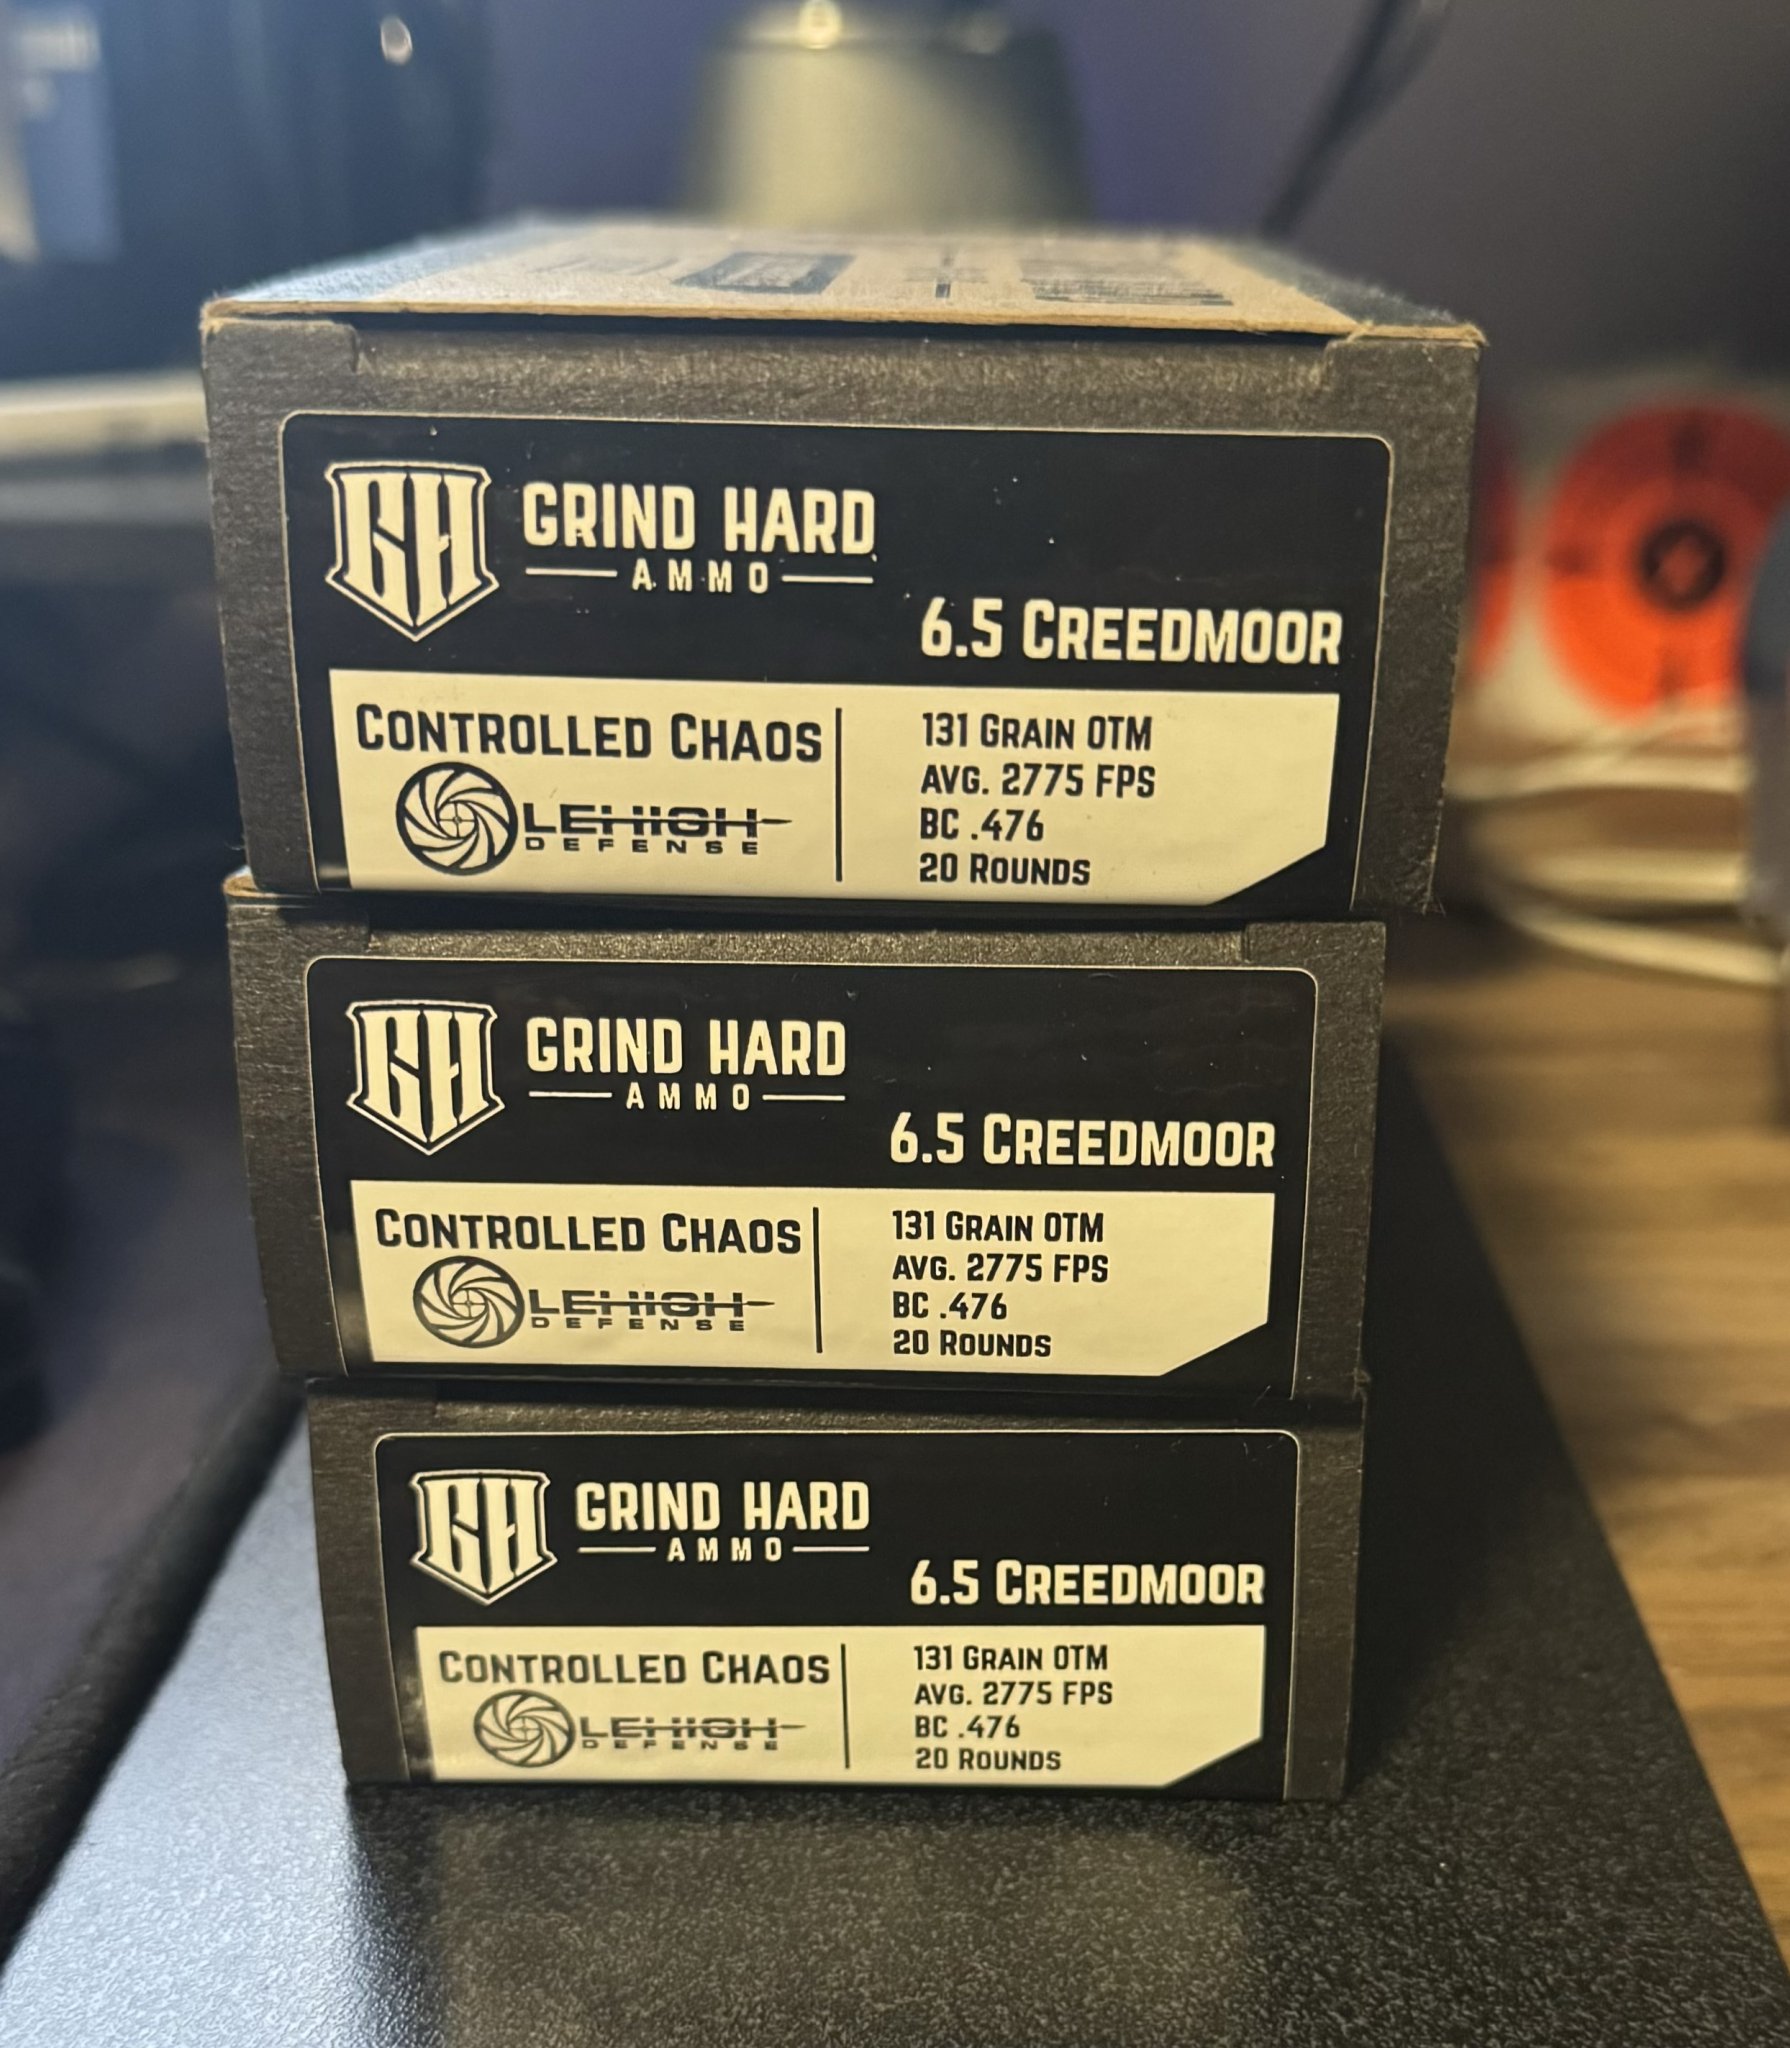 GH GRIND HARD
AMMO
6.5 CREEDMOOR
CONTROLLED CHAOS
LEHIGH
DEFENSE
131 GRAIN OTM
AVG. 2775 FPS
BC .476
20 ROUNDS
GH GRIND HARD
AMMO
6.5 CREEDMOOR
CONTROLLED CHAOS
LEHIGH
DEFENSE
131 GRAIN OTM
AVG. 2775 FPS
BC .476
20 ROUNDS
GH GRIND HARD
AMMO
6.5 CREEDMOOR
CONTROLLED CHAOS
LEHIGH
DEFENSE
131 GRAIN OTM
AVG. 2775 FPS
BC .476
20 ROUNDS